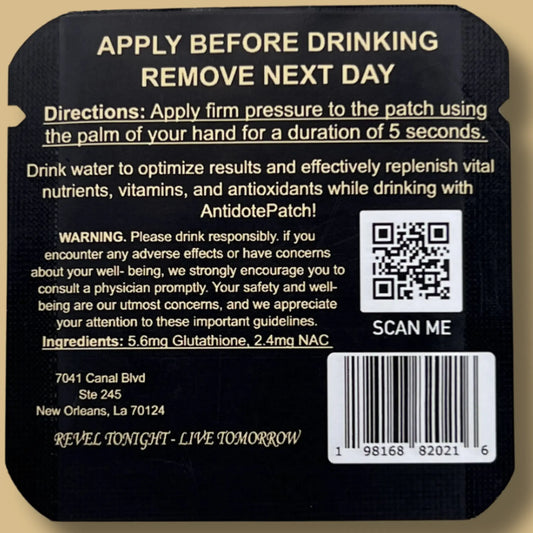 APPLY BEFORE DRINKING
REMOVE NEXT DAY
Directions: Apply firm pressure to the patch using
the palm of your hand for a duration of 5 seconds.
Drink water to optimize results and effectively replenish vital
nutrients, vitamins, and antioxidants while drinking with
AntidotePatch!
WARNING. Please drink responsibly. if you
encounter any adverse effects or have concerns
about your well- being, we strongly encourage you to
consult a physician promptly. Your safety and well-
being are our utmost concerns, and we appreciate
your attention to these important guidelines.
Ingredients: 5.6mg Glutathione, 2.4mg NAC
SCAN ME
7041 Canal Blvd
Ste 245
New Orleans, La 70124
REVEL TONIGHT - LIVE TOMORROW
1 98168 82021 6